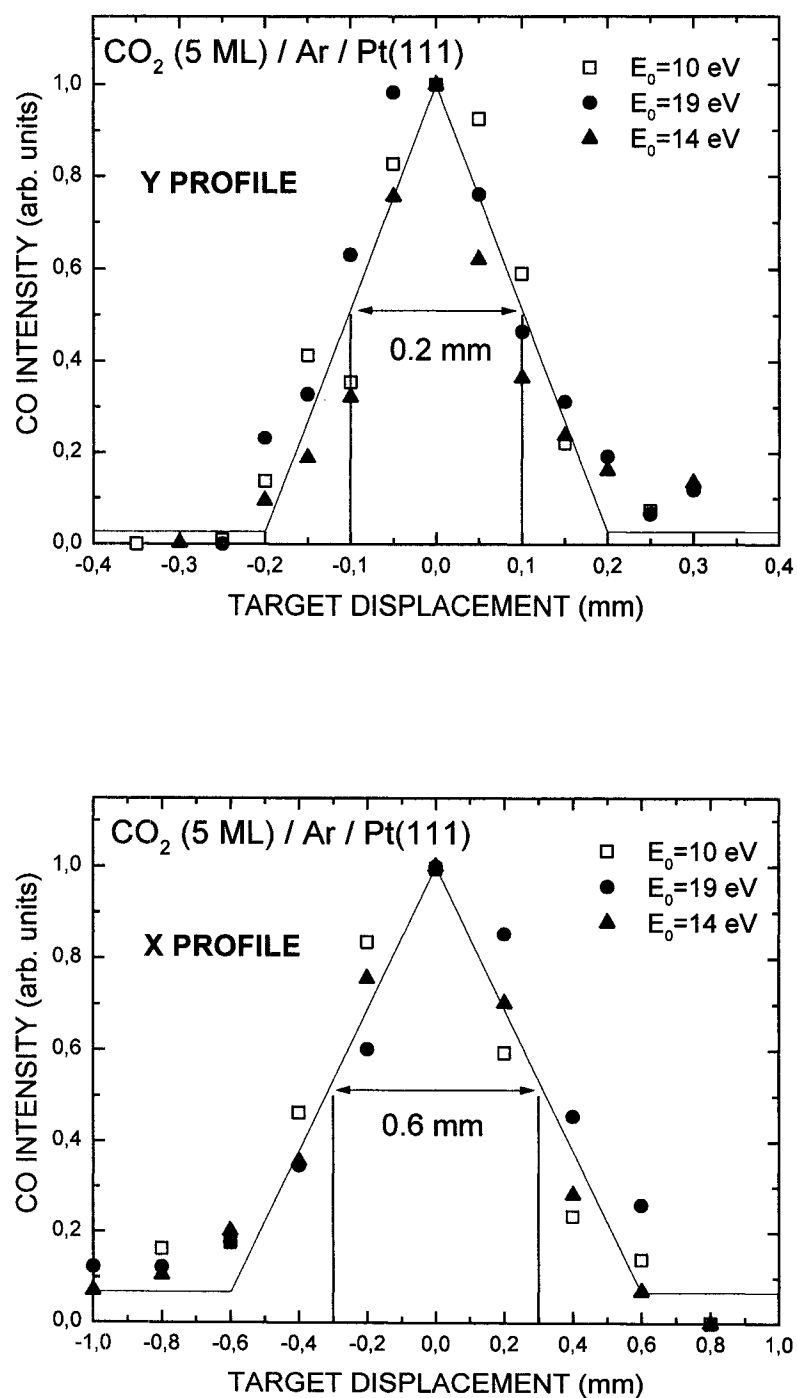 CO₂ (5 ML) / Ar / Pt(111)
E₀=10 eV
E₀=19 eV
E₀=14 eV
Y PROFILE
0.2 mm
CO INTENSITY (arb. units)
1,0
0,8
0,6
0,4
0,2
0,0
-0,4 -0,3 -0,2 -0,1 0,0 0,1 0,2 0,3 0,4
TARGET DISPLACEMENT (mm)
CO₂ (5 ML) / Ar / Pt(111)
E₀=10 eV
E₀=19 eV
E₀=14 eV
X PROFILE
0.6 mm
CO INTENSITY (arb. units)
1,0
0,8
0,6
0,4
0,2
0,0
-1,0 -0,8 -0,6 -0,4 -0,2 0,0 0,2 0,4 0,6 0,8 1,0
TARGET DISPLACEMENT (mm)